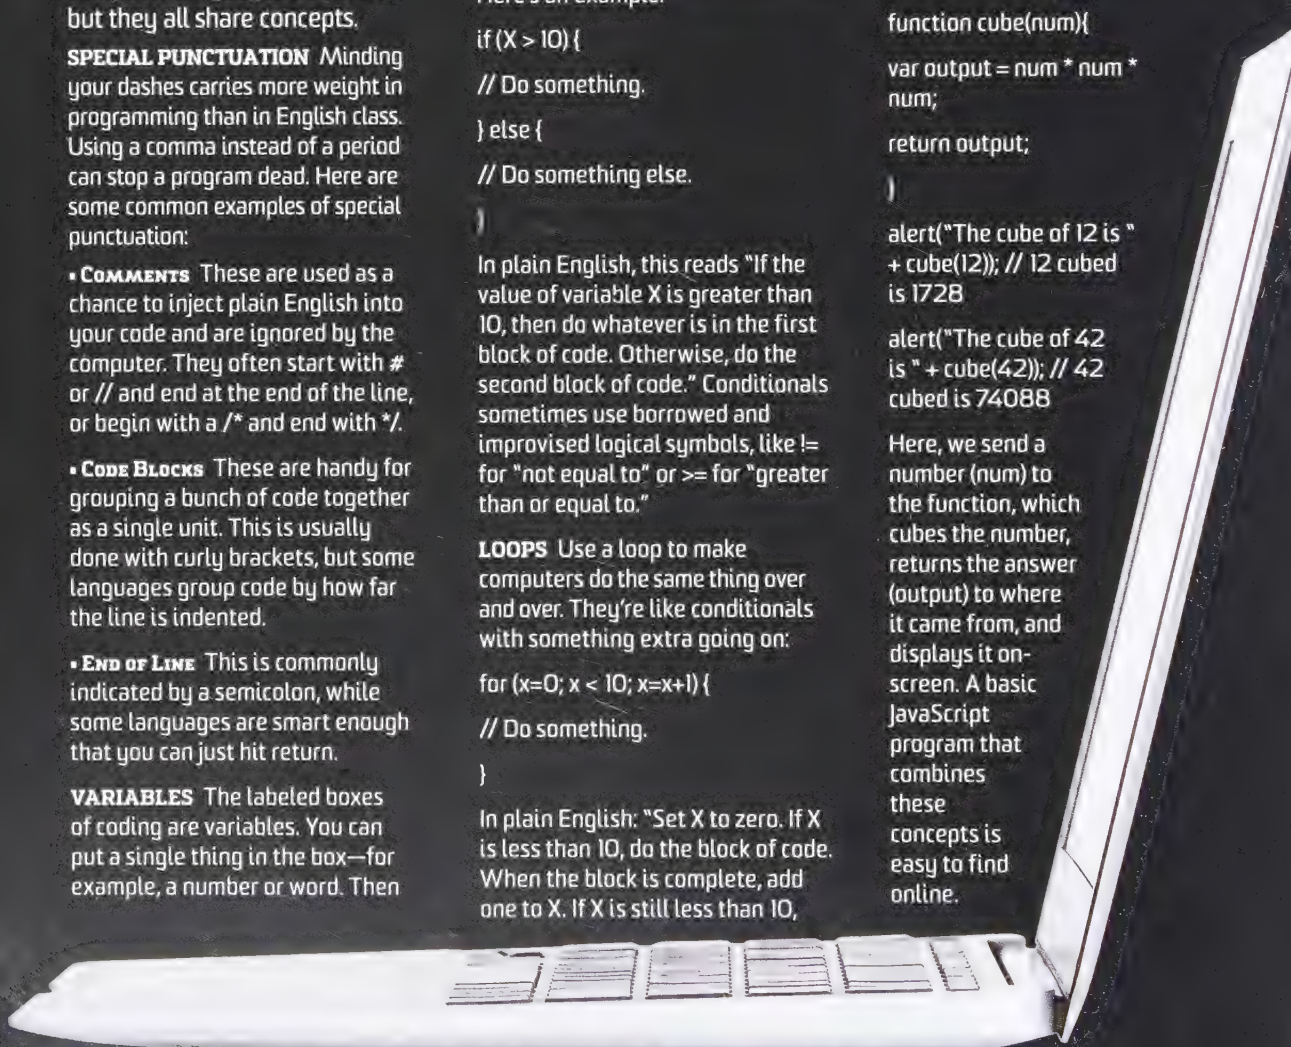 but they all share concepts.
SPECIAL PUNCTUATION Minding
your dashes carries more weight in
programming than in English class.
Using a comma instead of a period
can stop a program dead. Here are
some common examples of special
punctuation:
▪ COMMENTS These are used as a
chance to inject plain English into
your code and are ignored by the
computer. They often start with #
or // and end at the end of the line,
or begin with a /* and end with */.
▪ CODE BLOCKS These are handy for
grouping a bunch of code together
as a single unit. This is usually
done with curly brackets, but some
languages group code by how far
the line is indented.
▪ END OF LINE This is commonly
indicated by a semicolon, while
some languages are smart enough
that you can just hit return.
VARIABLES The labeled boxes
of coding are variables. You can
put a single thing in the box—for
example, a number or word. Then
if (X > 10) {
// Do something.
} else {
// Do something else.
}
In plain English, this reads "If the
value of variable X is greater than
10, then do whatever is in the first
block of code. Otherwise, do the
second block of code." Conditionals
sometimes use borrowed and
improvised logical symbols, like !=
for "not equal to" or >= for "greater
than or equal to."
LOOPS Use a loop to make
computers do the same thing over
and over. They're like conditionals
with something extra going on:
for (x=0; x < 10; x=x+1) {
// Do something.
}
In plain English: "Set X to zero. If X
is less than 10, do the block of code.
When the block is complete, add
one to X. If X is still less than 10,
function cube(num){
var output = num * num *
num;
return output;
}
alert("The cube of 12 is "
+ cube(12)); // 12 cubed
is 1728
alert("The cube of 42
is " + cube(42)); // 42
cubed is 74088
Here, we send a
number (num) to
the function, which
cubes the number,
returns the answer
(output) to where
it came from, and
displays it on-
screen. A basic
JavaScript
program that
combines
these
concepts is
easy to find
online.